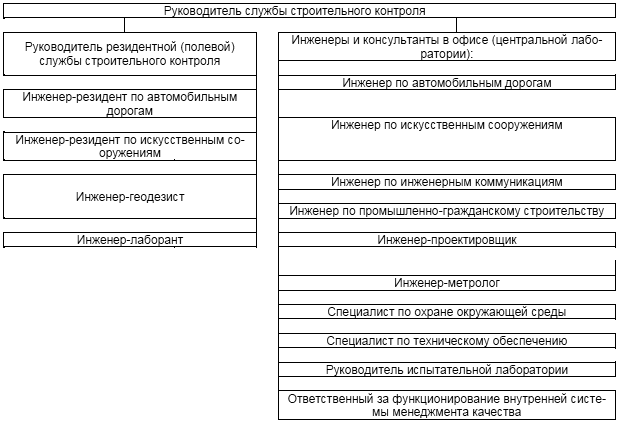 Руководитель службы строительного контроля
Руководитель резидентной (полевой)
службы строительного контроля
Инженер-резидент по автомобильным
дорогам
Инженер-резидент по искусственным со-
оружениям
Инженер-геодезист
Инженер-лаборант
Инженеры и консультанты в офисе (центральной лабо-
ратории):
Инженер по автомобильным дорогам
Инженер по искусственным сооружениям
Инженер по инженерным коммуникациям
Инженер по промышленно-гражданскому строительству
Инженер-проектировщик
Инженер-метролог
Специалист по охране окружающей среды
Специалист по техническому обеспечению
Руководитель испытательной лаборатории
Ответственный за функционирование внутренней систе-
мы менеджмента качества